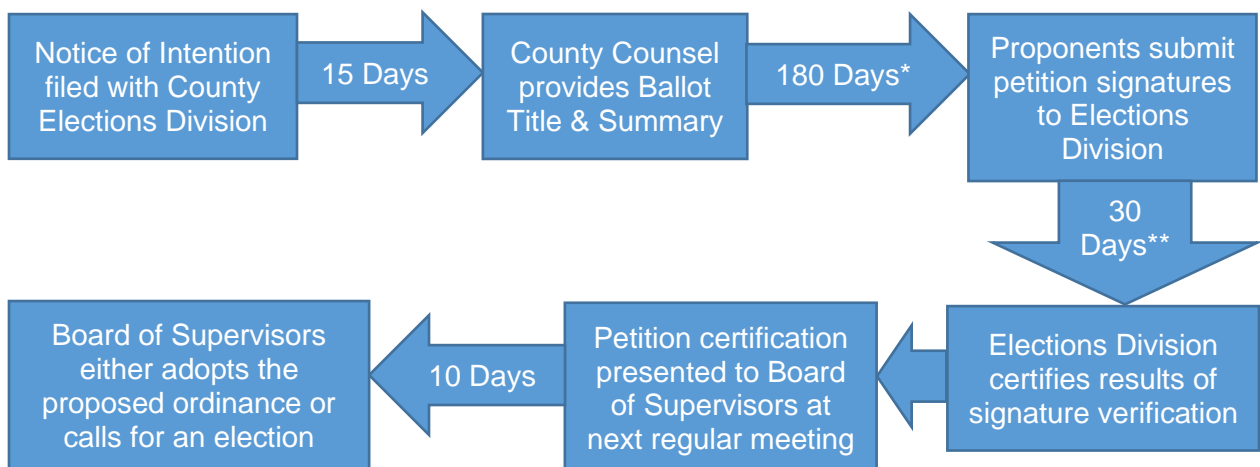 Notice of Intention
filed with County
Elections Division
15 Days
County Counsel
provides Ballot
Title & Summary
180 Days*
Proponents submit
petition signatures
to Elections
Division
30
Days**
Elections Division
certifies results of
signature verification
Petition certification
presented to Board
of Supervisors at
next regular meeting
10 Days
Board of Supervisors
either adopts the
proposed ordinance or
calls for an election